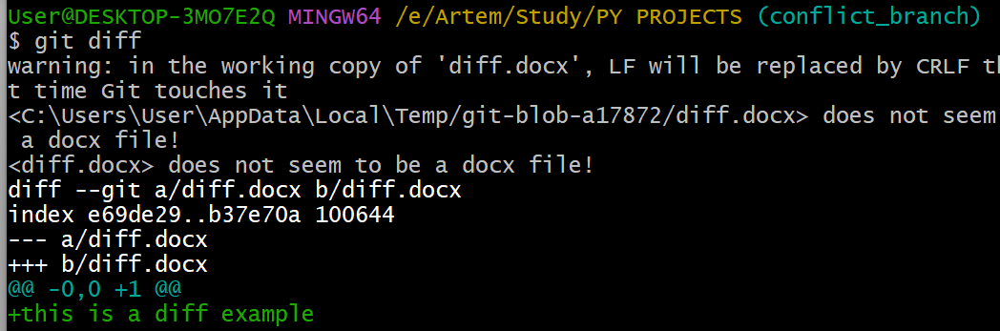 User@DESKTOP-3MO7E2Q MINGW64 /e/Artem/Study/PY PROJECTS (conflict_branch)
$ git diff
warning: in the working copy of 'diff.docx', LF will be replaced by CRLF th
t time Git touches it
<C:\Users\User\AppData\Local\Temp/git-blob-a17872/diff.docx> does not seem
a docx file!
<diff.docx> does not seem to be a docx file!
diff --git a/diff.docx b/diff.docx
index e69de29..b37e70a 100644
--- a/diff.docx
+++ b/diff.docx
@@ -0,0 +1 @@
+this is a diff example